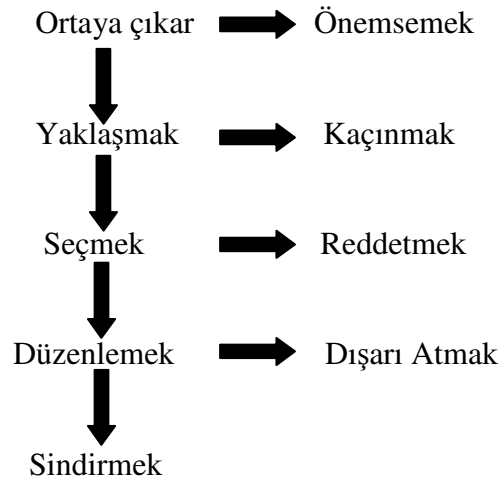 Ortaya çıkar Önemsemek
Yaklaşmak Kaçınmak
Seçmek Reddetmek
Düzenlemek Dışarı Atmak
Sindirmek